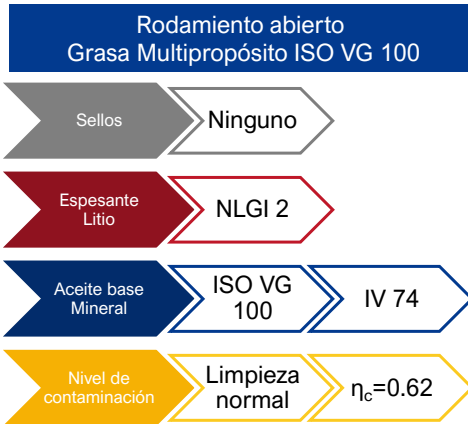 Rodamiento abierto
Grasa Multipropósito ISO VG 100
Sellos
Ninguno
Espesante
Litio
NLGI 2
Aceite base
Mineral
ISO VG
100
IV 74
Nivel de
contaminación
Limpieza
normal
ηc=0.62